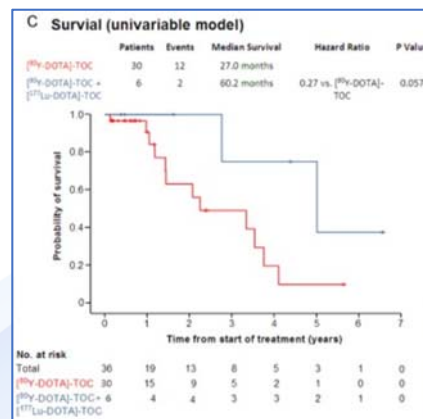 C Survial (univariable model)
Patients Events Median Survival Hazard Ratio P Value
[⁹⁰Y-DOTA]-TOC 30 12 27.0 months
[⁹⁰Y-DOTA]-TOC + 6 2 60.2 months 0.27 vs. [⁹⁰Y-DOTA]- 0.057
[¹⁷⁷Lu-DOTA]-TOC TOC
1.0
0.8
0.6
0.4
0.2
0
Probability of survival
0 1 2 3 4 5 6 7
Time from start of treatment (years)
No. at risk
Total 36 19 13 8 5 3 1 0
[⁹⁰Y-DOTA]-TOC 30 15 9 5 2 1 0 0
[⁹⁰Y-DOTA]-TOC + 6 4 4 3 3 2 1 0
[¹⁷⁷Lu-DOTA]-TOC